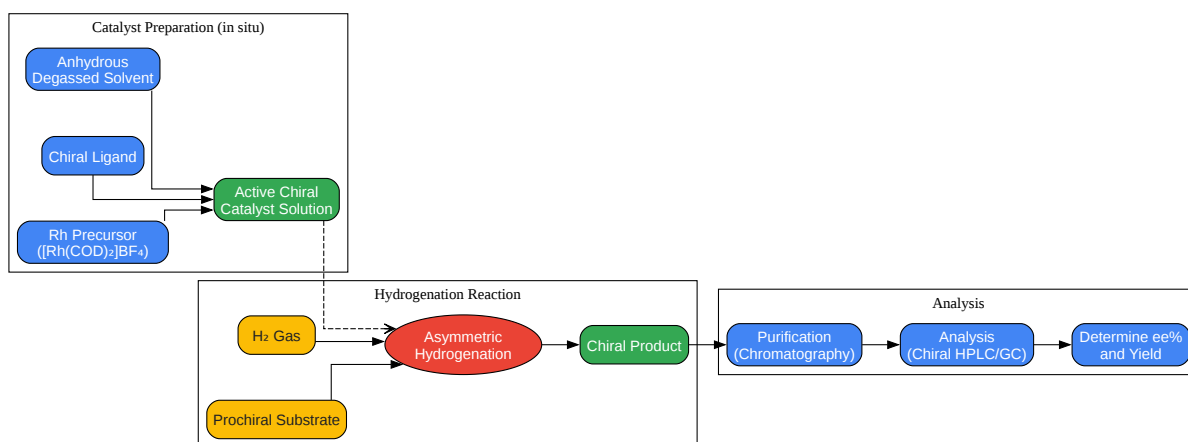 Catalyst Preparation (in situ)
Anhydrous
Degassed Solvent
Chiral Ligand
Active Chiral
Catalyst Solution
Rh Precursor
([Rh(COD)₂]BF₄)
Hydrogenation Reaction
H₂ Gas
Asymmetric
Hydrogenation
Chiral Product
Prochiral Substrate
Analysis
Purification
(Chromatography)
Analysis
(Chiral HPLC/GC)
Determine ee%
and Yield